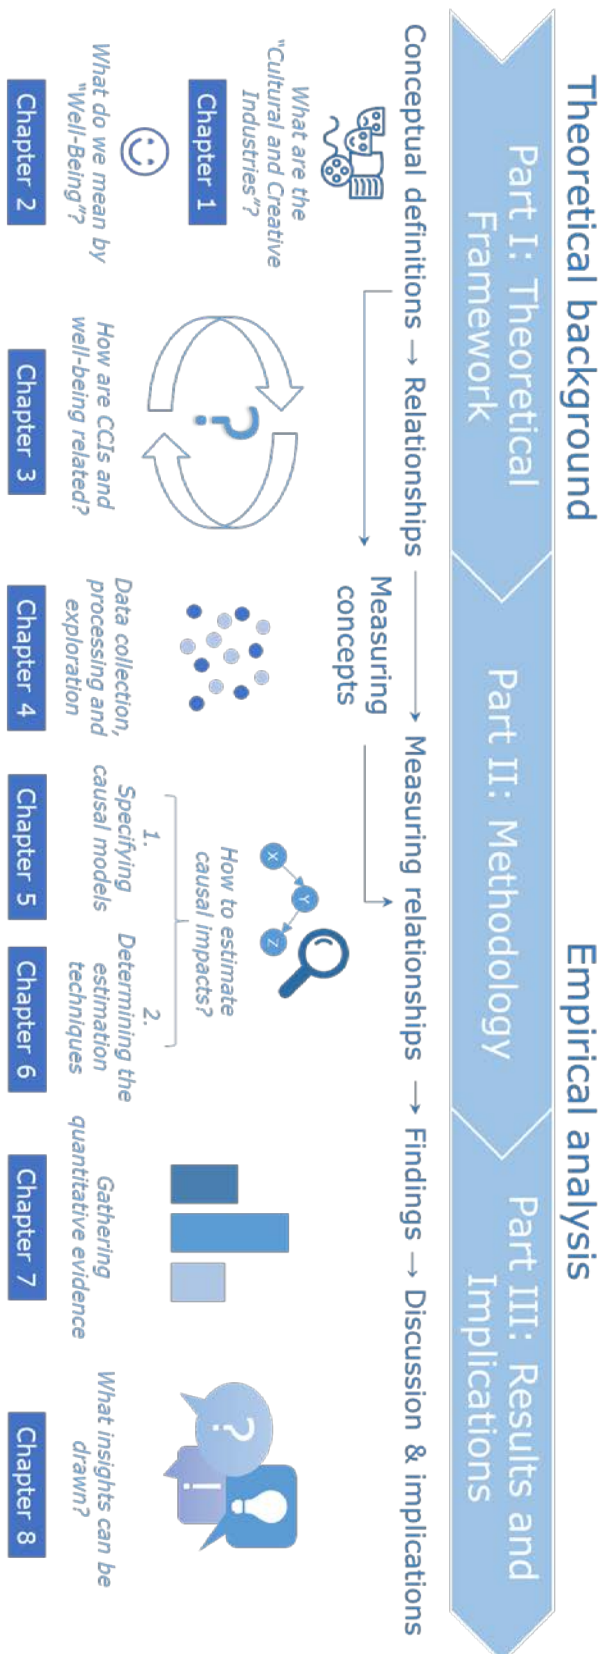 Theoretical background
Empirical analysis
Part I: Theoretical
Framework
Part II: Methodology
Part III: Results and
Implications
Conceptual definitions → Relationships
Measuring relationships
→ Findings → Discussion & implications
Measuring
concepts
What are the
"Cultural and Creative
Industries"?
Chapter 1
What do we mean by
"Well-Being"?
Chapter 2
?
How are CCIs and
well-being related?
Chapter 3
Data collection,
processing and
exploration
Chapter 4
X
Y
Z
How to estimate
causal impacts?
1.
Specifying
causal models
Chapter 5
2.
Determining the
estimation
techniques
Chapter 6
Gathering
quantitative evidence
Chapter 7
?
!
What insights can be
drawn?
Chapter 8